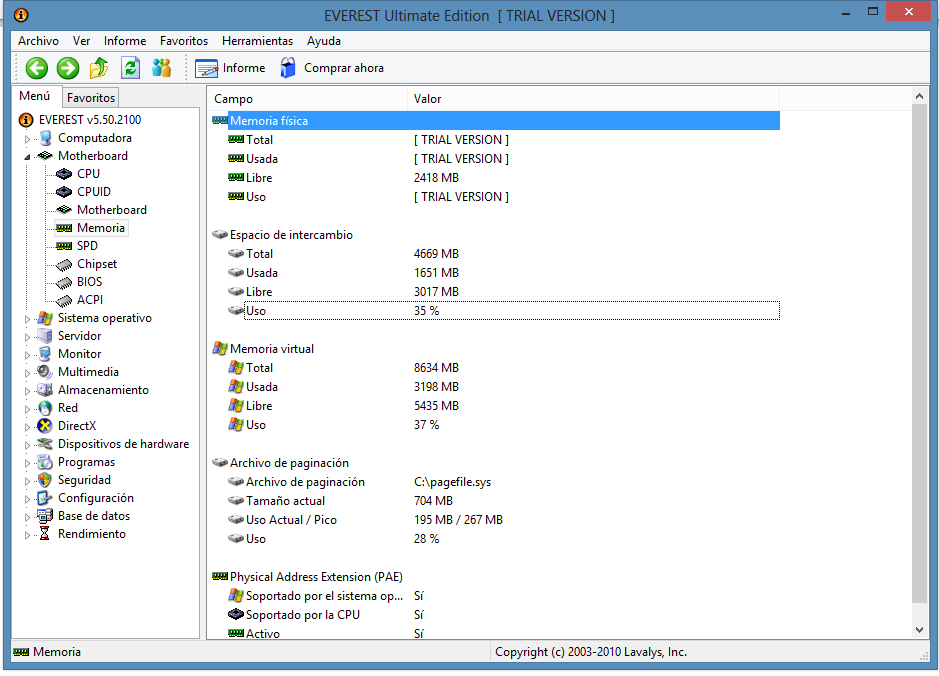 EVEREST Ultimate Edition [ TRIAL VERSION ]
Archivo Ver Informe Favoritos Herramientas Ayuda
Informe Comprar ahora
Menú Favoritos
EVEREST v5.50.2100
Computadora
Motherboard
CPU
CPUID
Motherboard
Memoria
SPD
Chipset
BIOS
ACPI
Sistema operativo
Servidor
Monitor
Multimedia
Almacenamiento
Red
DirectX
Dispositivos de hardware
Programas
Seguridad
Configuración
Base de datos
Rendimiento
Campo Valor
Memoria física
Total [ TRIAL VERSION ]
Usada [ TRIAL VERSION ]
Libre 2418 MB
Uso [ TRIAL VERSION ]
Espacio de intercambio
Total 4669 MB
Usada 1651 MB
Libre 3017 MB
Uso 35 %
Memoria virtual
Total 8634 MB
Usada 3198 MB
Libre 5435 MB
Uso 37 %
Archivo de paginación
Archivo de paginación C:\pagefile.sys
Tamaño actual 704 MB
Uso Actual / Pico 195 MB / 267 MB
Uso 28 %
Physical Address Extension (PAE)
Soportado por el sistema op... Sí
Soportado por la CPU Sí
Activo Sí
Memoria Copyright (c) 2003-2010 Lavalys, Inc.